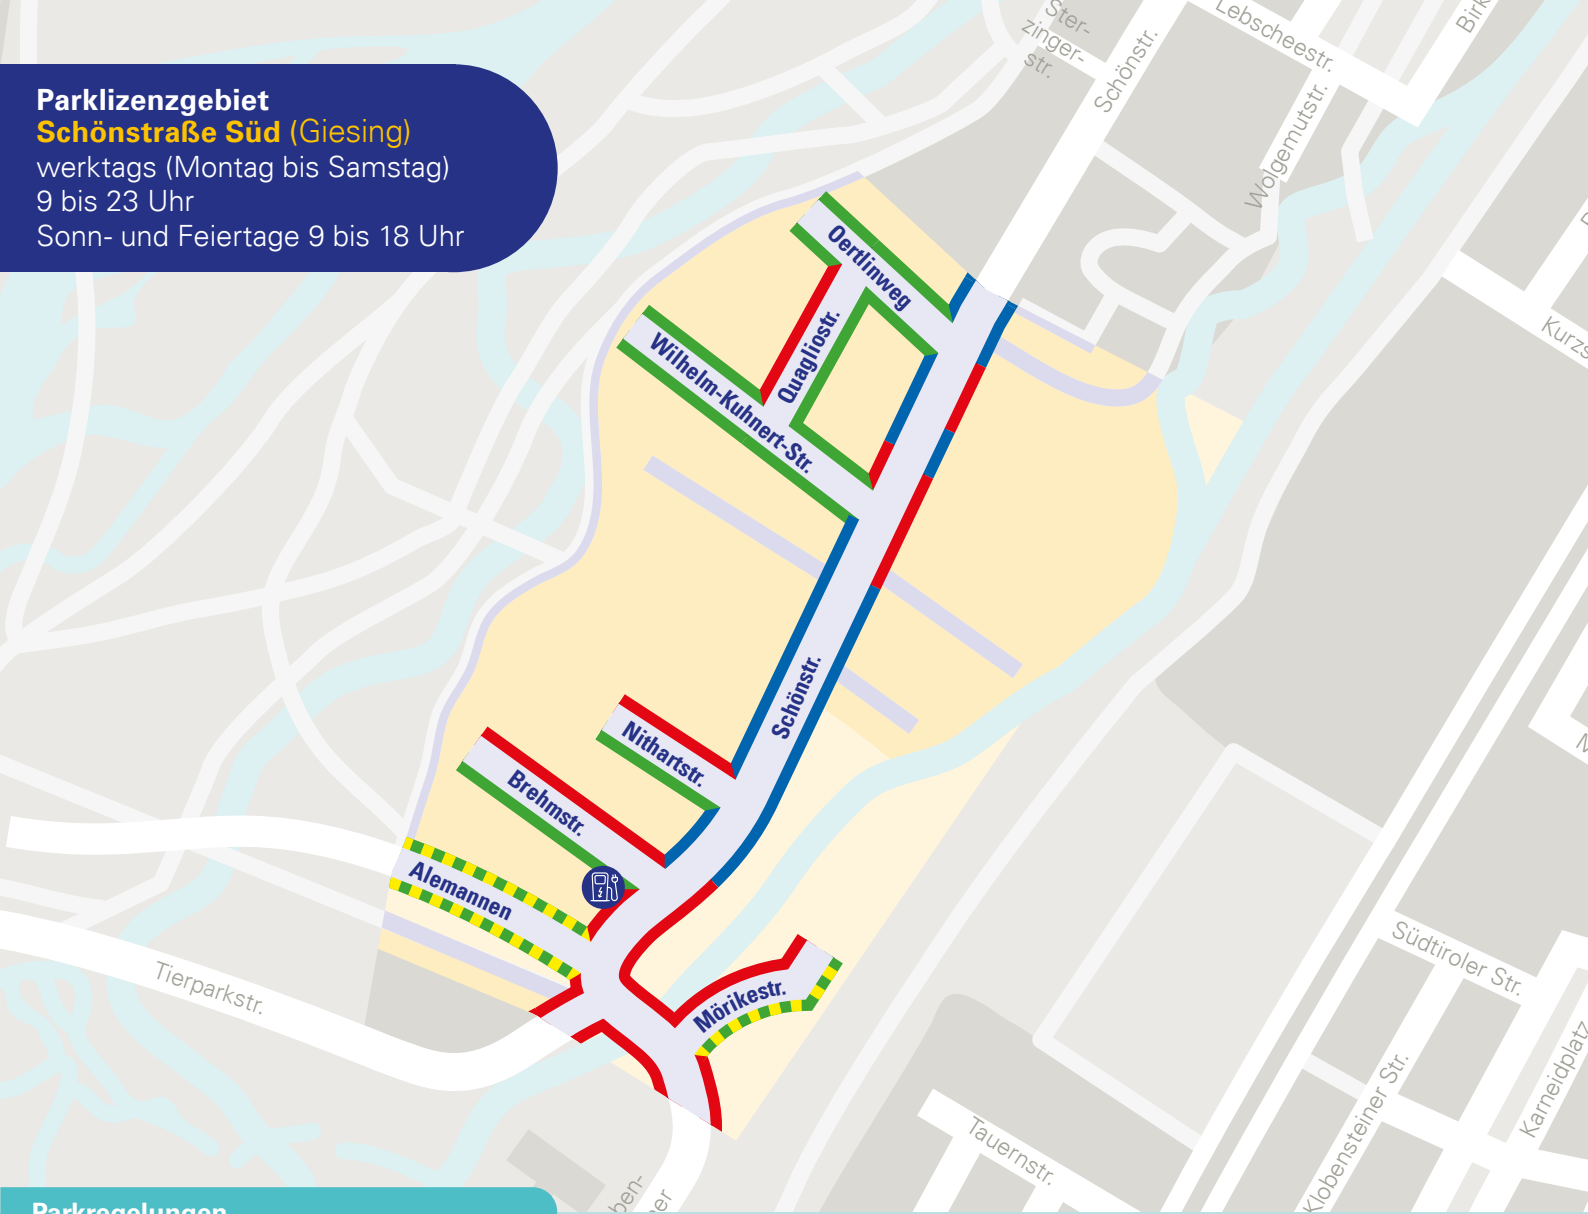 Parklizenzgebiet
Schönstraße Süd (Giesing)
werktags (Montag bis Samstag)
9 bis 23 Uhr
Sonn- und Feiertage 9 bis 18 Uhr
Ster-
zinger-
str.
Schönstr.
Lebscheestr.
Wolgemutstr.
Oertlinweg
Quagliostr.
Wilhelm-Kuhnert-Str.
Schönstr.
Nithartstr.
Brehmstr.
Alemannen
Mörikestr.
Tierparkstr.
Südtiroler Str.
Klobensteiner Str.
Karneidplatz
Tauernstr.
Parkregelungen